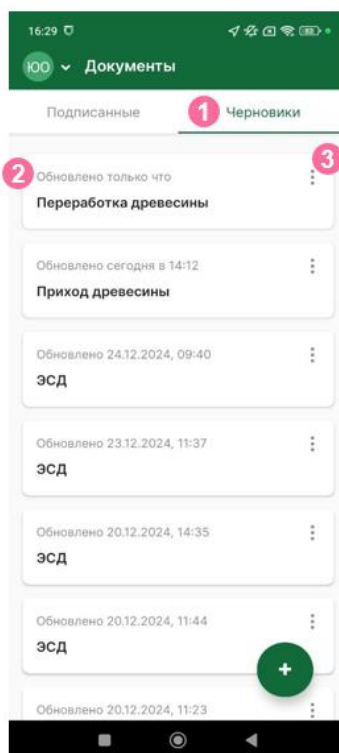 16:29
ЮО Документы
Подписанные 1 Черновики
2 3
Обновлено только что
Переработка древесины
Обновлено сегодня в 14:12
Приход древесины
Обновлено 24.12.2024, 09:40
ЭСД
Обновлено 23.12.2024, 11:37
ЭСД
Обновлено 20.12.2024, 14:35
ЭСД
Обновлено 20.12.2024, 11:44
ЭСД
+
Обновлено 20.12.2024, 11:23